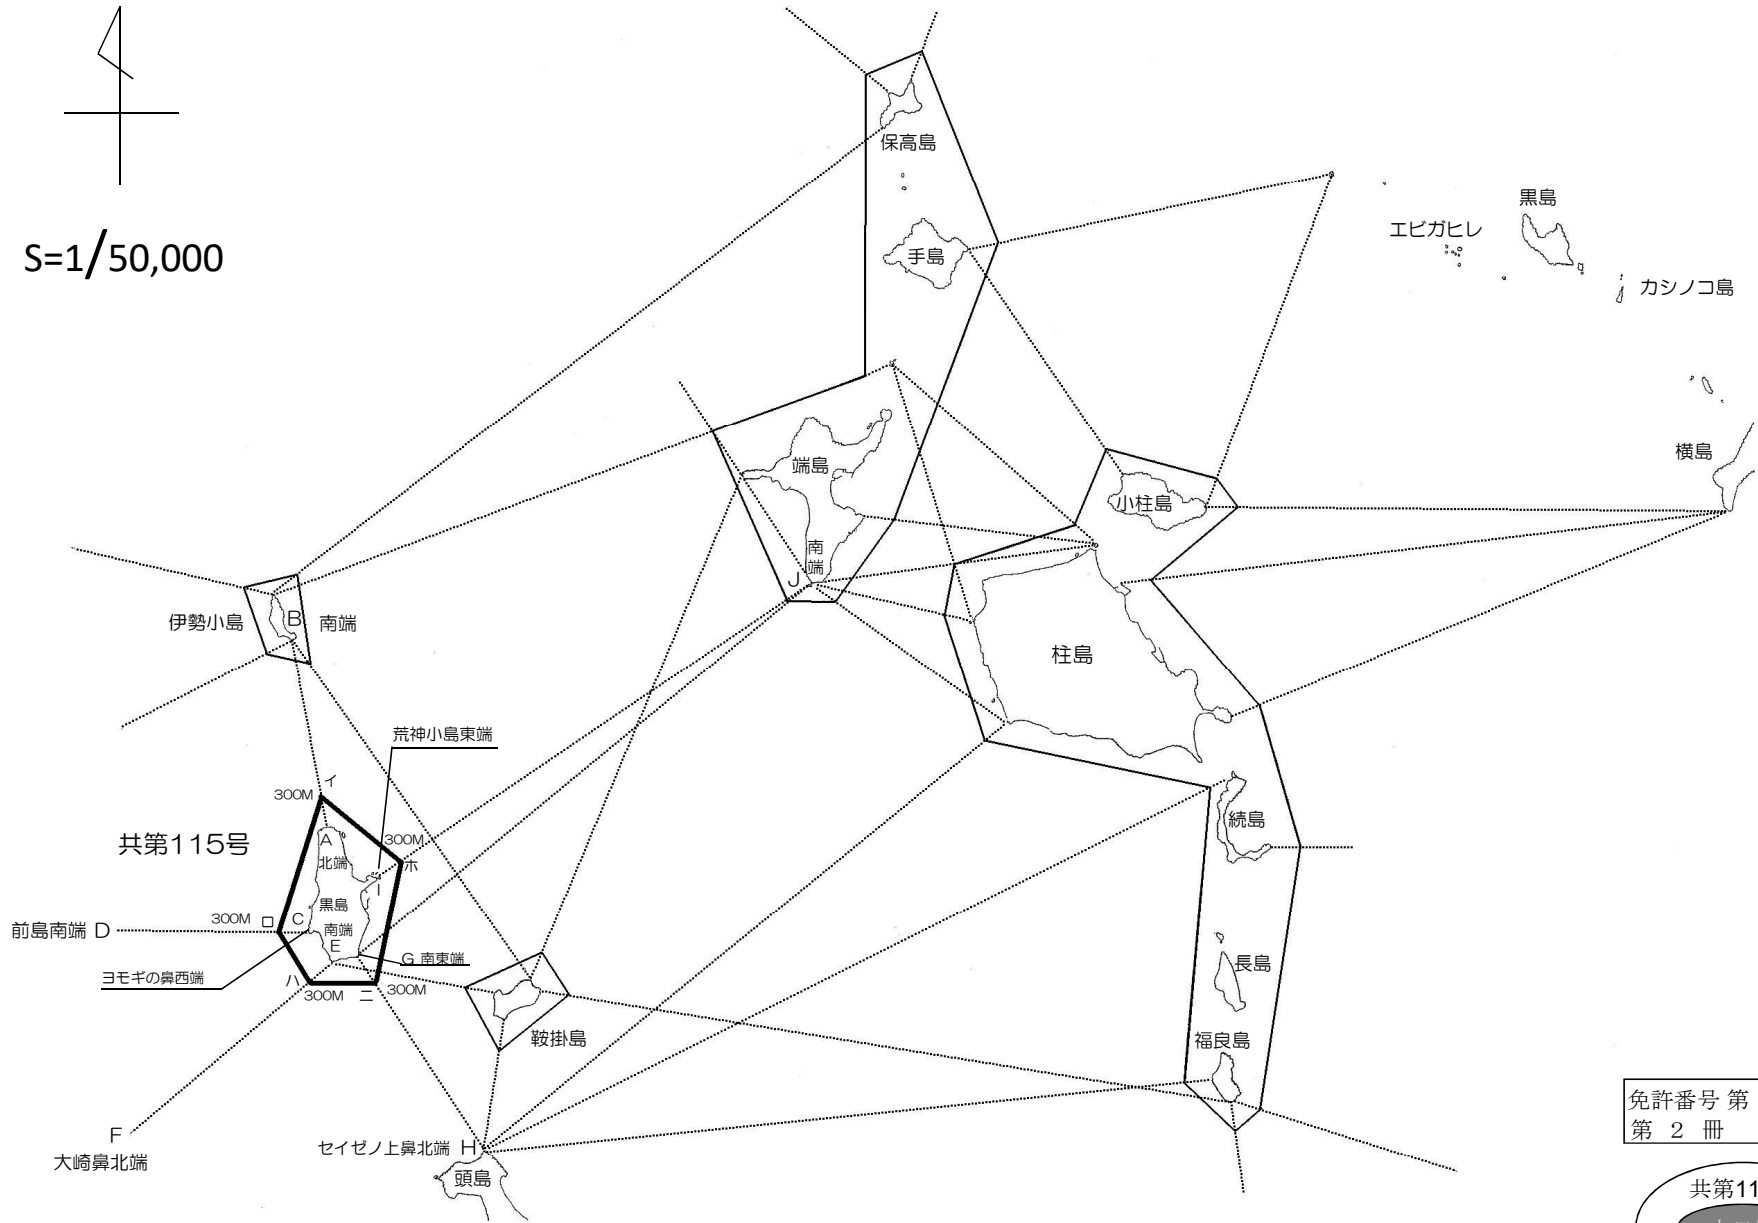 S=1/50,000
保高島
手島
エビガヒレ
黒島
カシノコ島
横島
端島
小柱島
南
端
J
柱島
伊勢小島
B
南端
荒神小島東端
イ
300M
共第115号
A
北端
300M
ホ
I
黒島
300M
ロ
C
前島南端 D
南端
E
G 南東端
ヨモギの鼻西端
ハ
300M
ニ
300M
続島
長島
鞍掛島
福良島
F
大崎鼻北端
セイゼノ上鼻北端 H
頭島
免許番号 第
第 2 冊
共第11